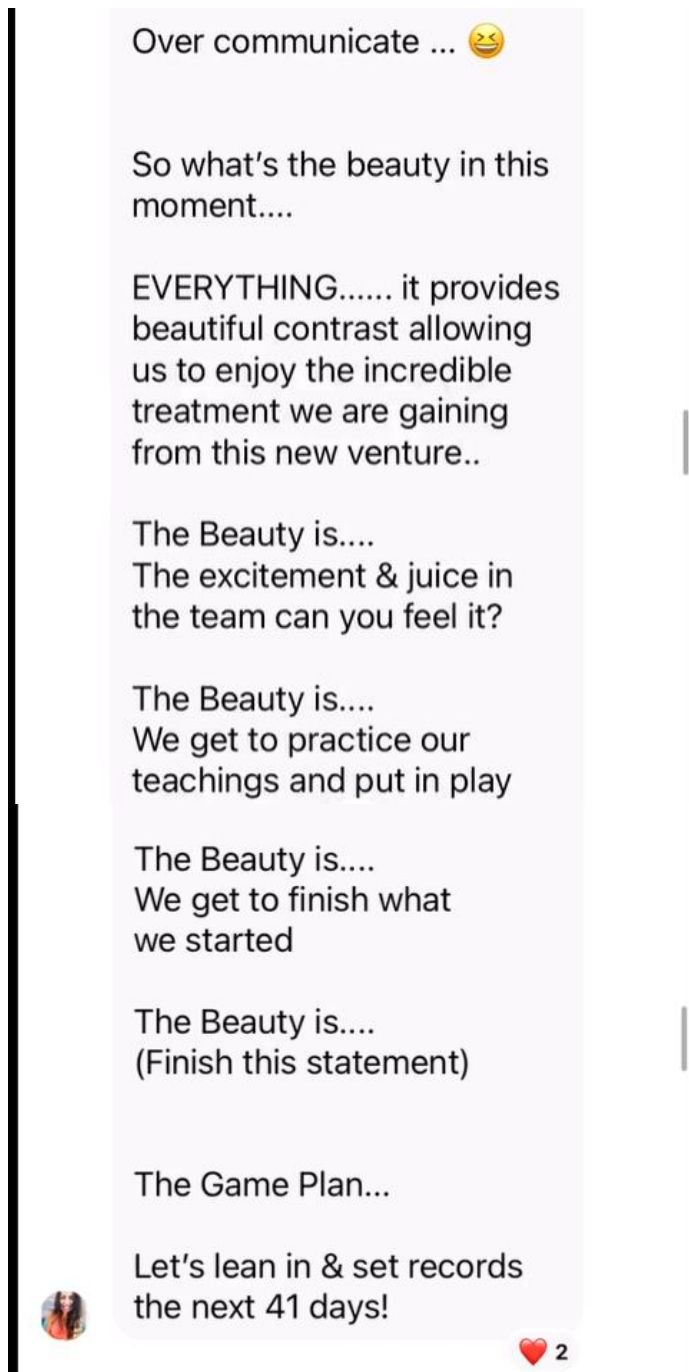 Over communicate ... 😆
So what's the beauty in this
moment....
EVERYTHING...... it provides
beautiful contrast allowing
us to enjoy the incredible
treatment we are gaining
from this new venture..
The Beauty is....
The excitement & juice in
the team can you feel it?
The Beauty is....
We get to practice our
teachings and put in play
The Beauty is....
We get to finish what
we started
The Beauty is....
(Finish this statement)
The Game Plan...
Let's lean in & set records
the next 41 days!
❤️ 2